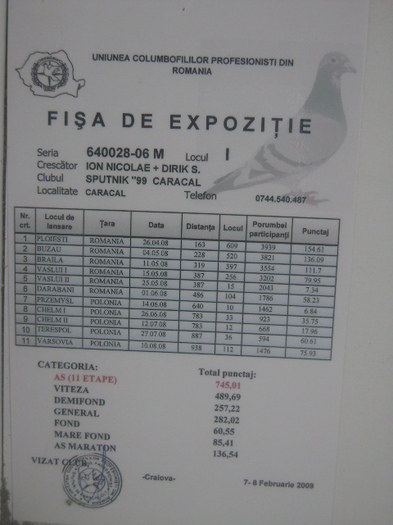 UNIUNEA COLUMBOFILILOR PROFESIONISTI DIN
ROMANIA
FIŞA DE EXPOZIŢIE
Seria 640028-06 M Locul I
Crescător ION NICOLAE + DIRIK S.
Clubul SPUTNIK "99 CARACAL
Localitate CARACAL Telefon 0744.540.487
Nr. crt. Locul de lansare Ţara Data Distanţa Locul Porumbei participanţi Punctaj
1 PLOIESTI ROMANIA 26.04.08 163 609 3939 154.61
2 BUZAU ROMANIA 04.05.08 228 520 3821 136.09
3 BRAILA ROMANIA 11.05.08 319 397 3554 111.7
4 VASLUI I ROMANIA 15.05.08 387 256 3202 79.95
5 VASLUI II ROMANIA 25.05.08 387 15 2043 7.34
6 DARABANI ROMANIA 01.06.08 486 104 1786 58.23
7 PRZEMYSL POLONIA 14.06.08 640 10 1462 6.84
8 CHELM I POLONIA 26.06.08 783 33 923 35.75
9 CHELM II POLONIA 12.07.08 783 12 668 17.96
10 TERESPOL POLONIA 27.07.08 887 36 594 60.61
11 VARSOVIA POLONIA 10.08.08 938 112 1476 75.93
CATEGORIA: Total punctaj:
AS (11 ETAPE) 745,01
VITEZA 489,69
DEMIFOND 257,22
GENERAL 282,02
FOND 60,55
MARE FOND 85,41
AS MARATON 136,54
VIZAT CLUB
-Craiova- 7- 8 Februarie 2009